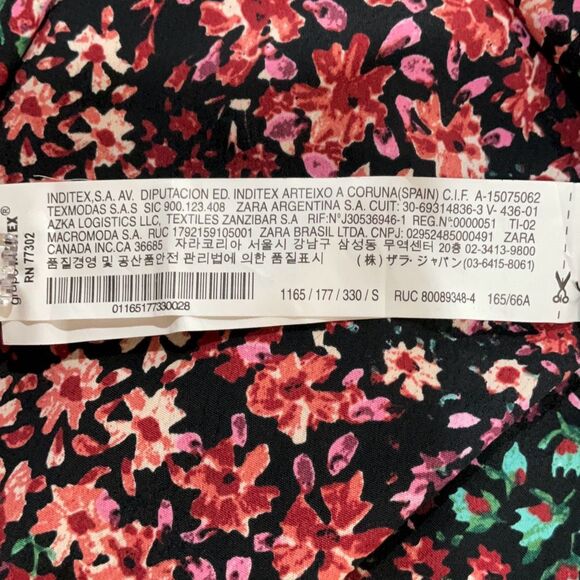 INDITEX,S.A. AV. DIPUTACION ED. INDITEX ARTEIXO A CORUNA(SPAIN) C.I.F. A-15075062
TEXMODAS S.A.S SIC 900.123.408 ZARA ARGENTINA S.A. CUIT: 30-69314836-3 V- 436-01
AZKA LOGISTICS LLC, TEXTILES ZANZIBAR S.A RIF:N°J30536946-1 REG.N°0000051 TI-02
MACROMODA S.A. RUC 1792159105001 ZARA BRASIL LTDA. CNPJ: 02952485000491 ZARA
CANADA INC.CA 36685 자라코리아 서울시 강남구 삼성동 무역센터 20층 02-3413-9800
품질경영 및 공산품안전 관리법에 의한 품질표시 (株) ザラ・ジャパン(03-6415-8061)
01165177330028
1165 / 177 / 330 / S
RUC 80089348-4
165/66A
RN 77302